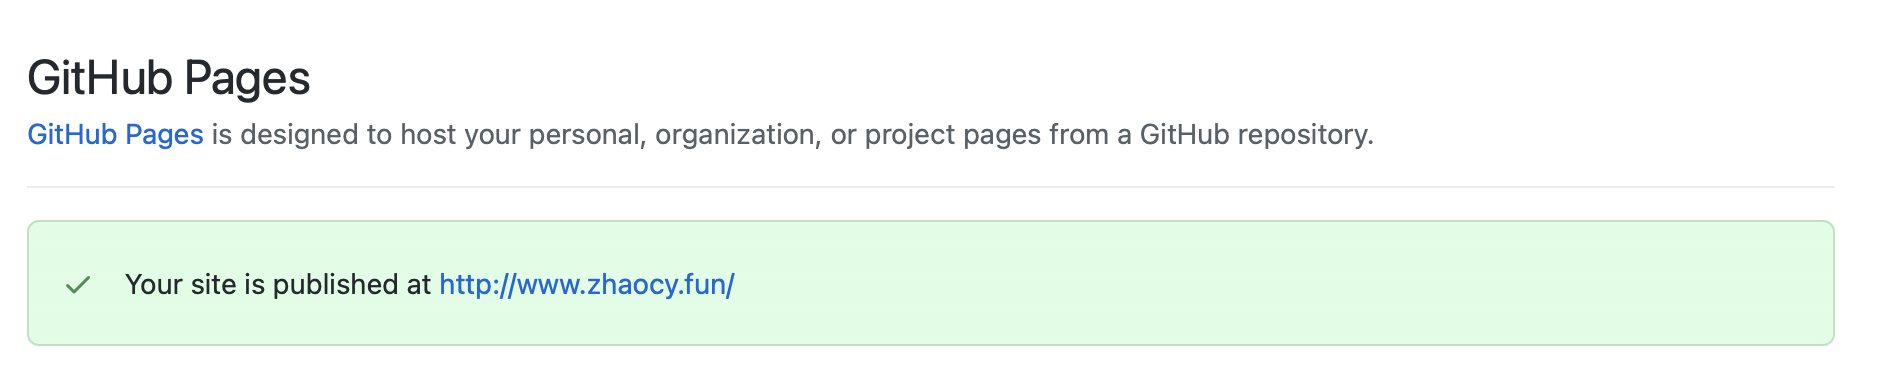 GitHub Pages
GitHub Pages is designed to host your personal, organization, or project pages from a GitHub repository.
Your site is published at http://www.zhaocy.fun/